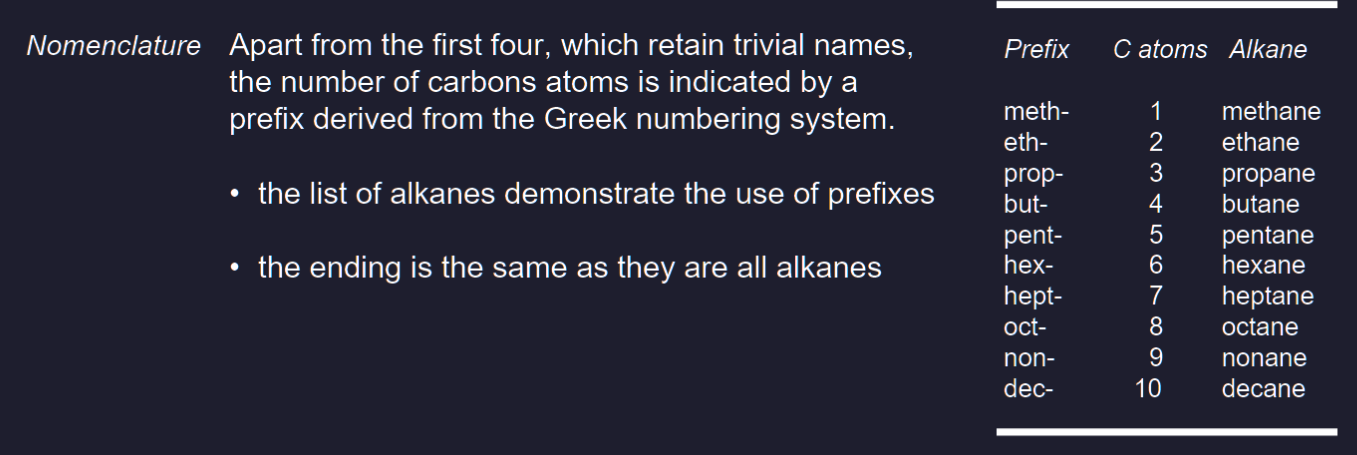 Nomenclature Apart from the first four, which retain trivial names,
the number of carbons atoms is indicated by a
prefix derived from the Greek numbering system.
• the list of alkanes demonstrate the use of prefixes
• the ending is the same as they are all alkanes
Prefix C atoms Alkane
meth- 1 methane
eth- 2 ethane
prop- 3 propane
but- 4 butane
pent- 5 pentane
hex- 6 hexane
hept- 7 heptane
oct- 8 octane
non- 9 nonane
dec- 10 decane